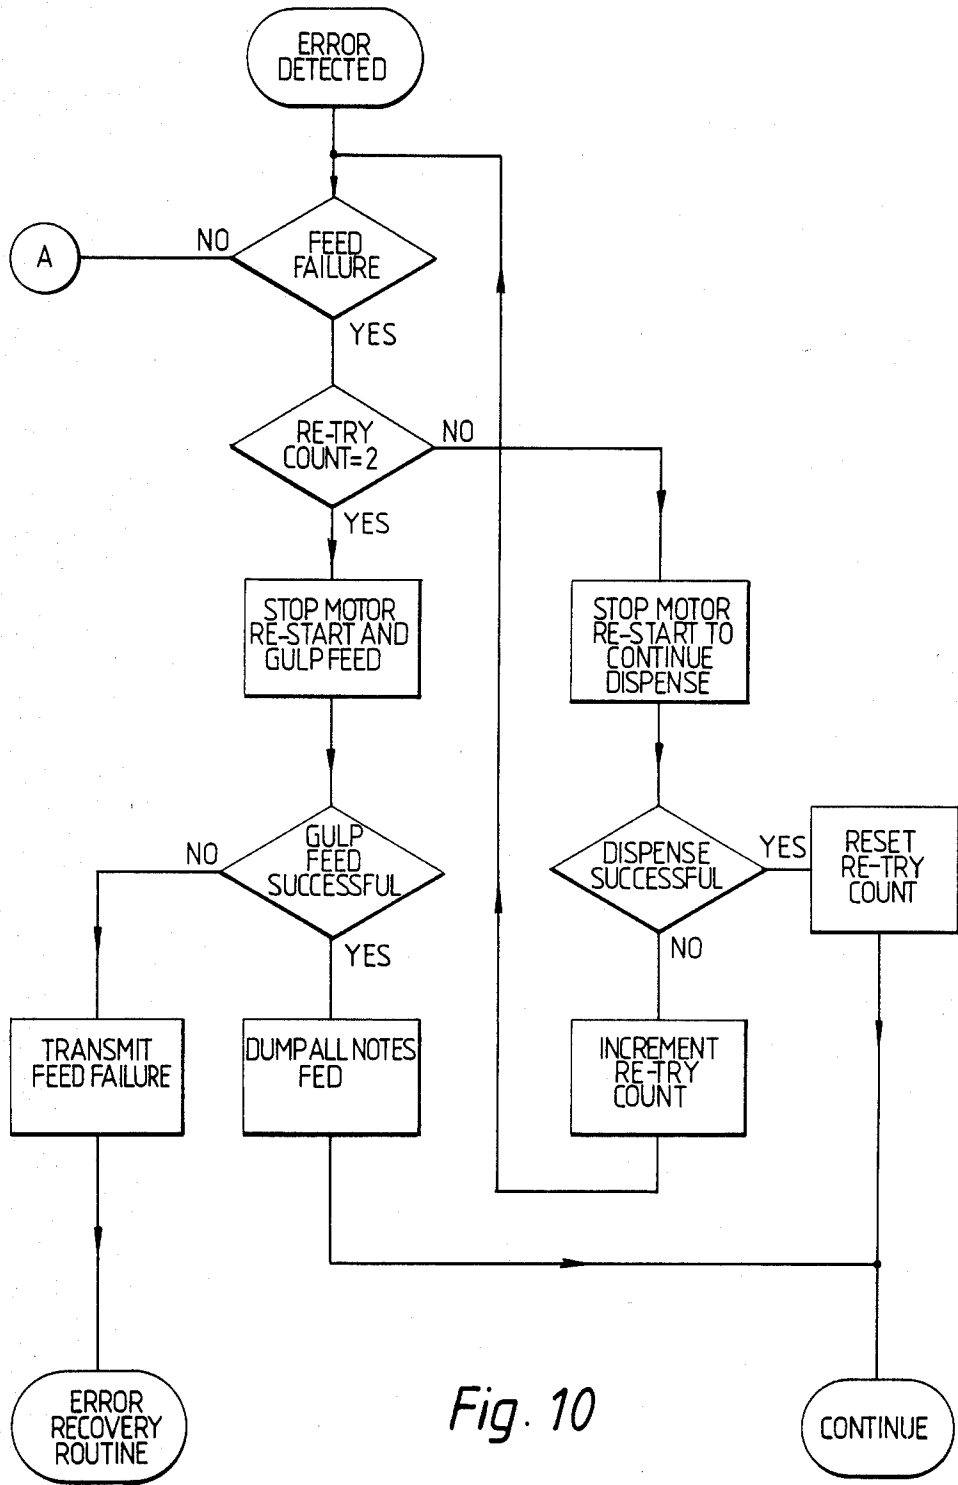 ERROR
DETECTED
A
NO
FEED
FAILURE
YES
RE-TRY
COUNT=2
NO
YES
STOP MOTOR
RE-START AND
GULP FEED
STOP MOTOR
RE-START TO
CONTINUE
DISPENSE
NO
GULP
FEED
SUCCESSFUL
YES
DISPENSE
SUCCESSFUL
YES
NO
RESET
RE-TRY
COUNT
TRANSMIT
FEED FAILURE
DUMP ALL NOTES
FED
INCREMENT
RE-TRY
COUNT
ERROR
RECOVERY
ROUTINE
Fig. 10
CONTINUE